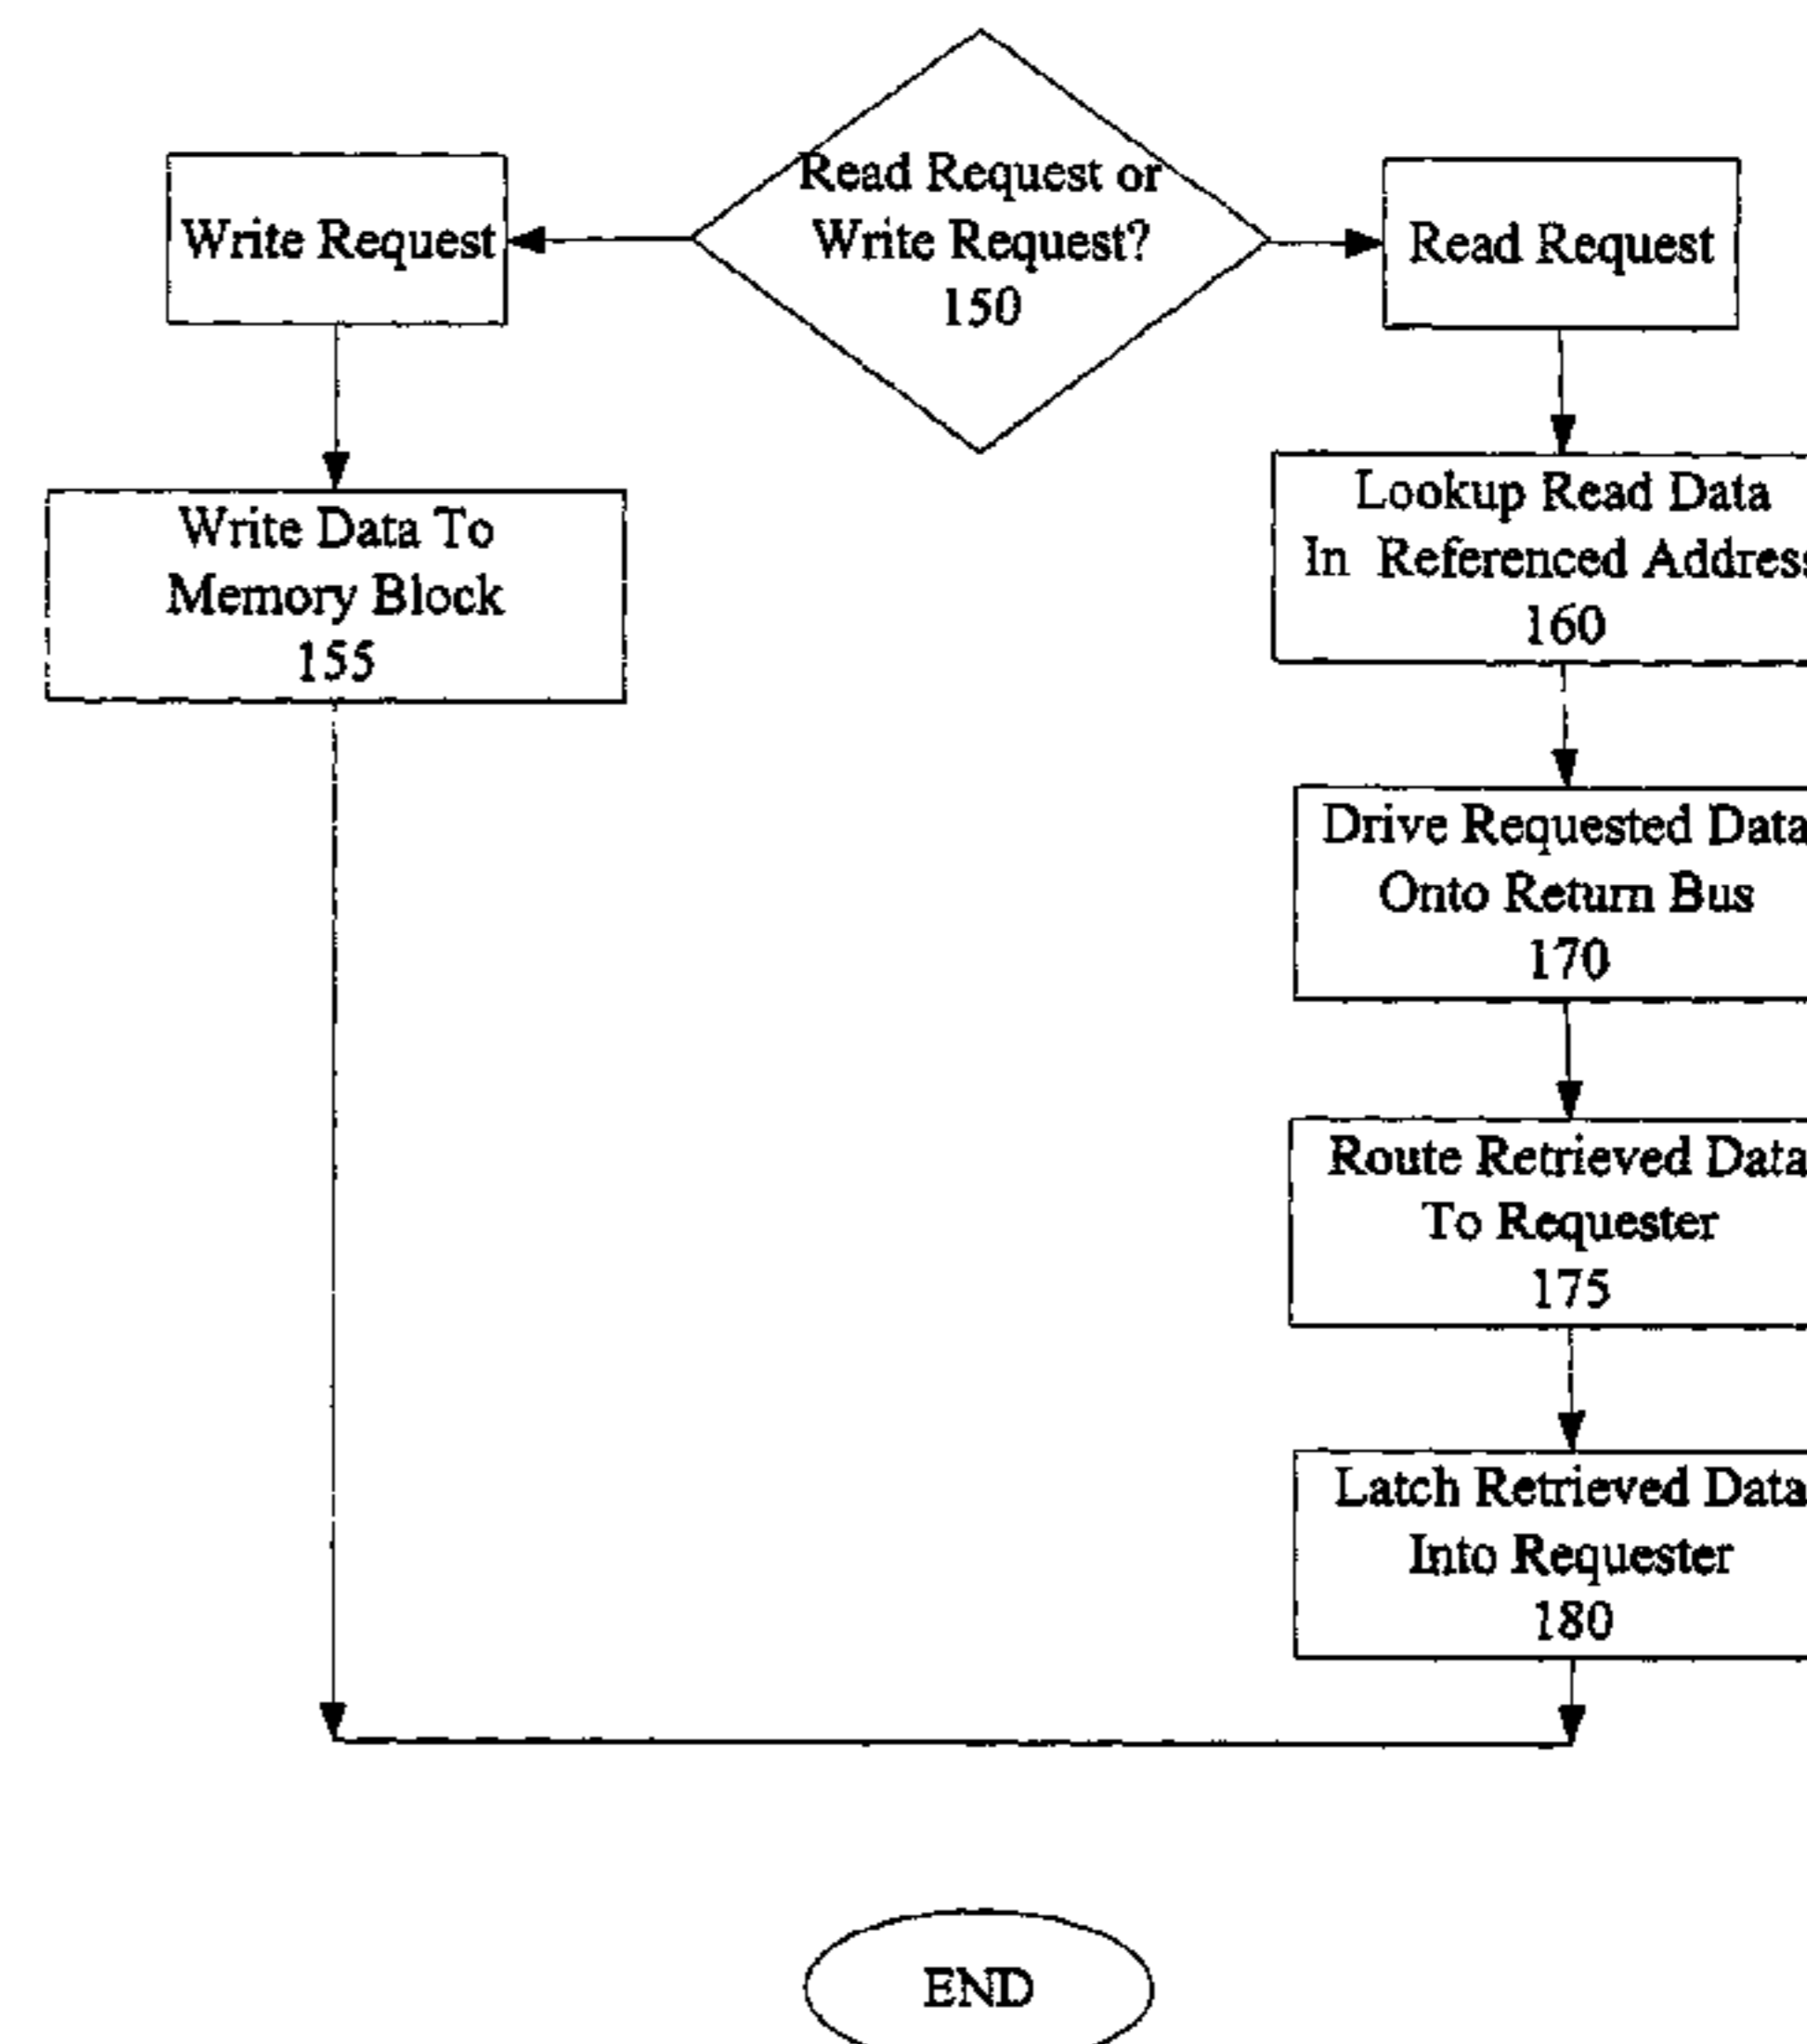 Read Request or
Write Request?
150
Write Request
Read Request
Write Data To
Memory Block
155
Lookup Read Data
In Referenced Address
160
Drive Requested Data
Onto Return Bus
170
Route Retrieved Data
To Requester
175
Latch Retrieved Data
Into Requester
180
END